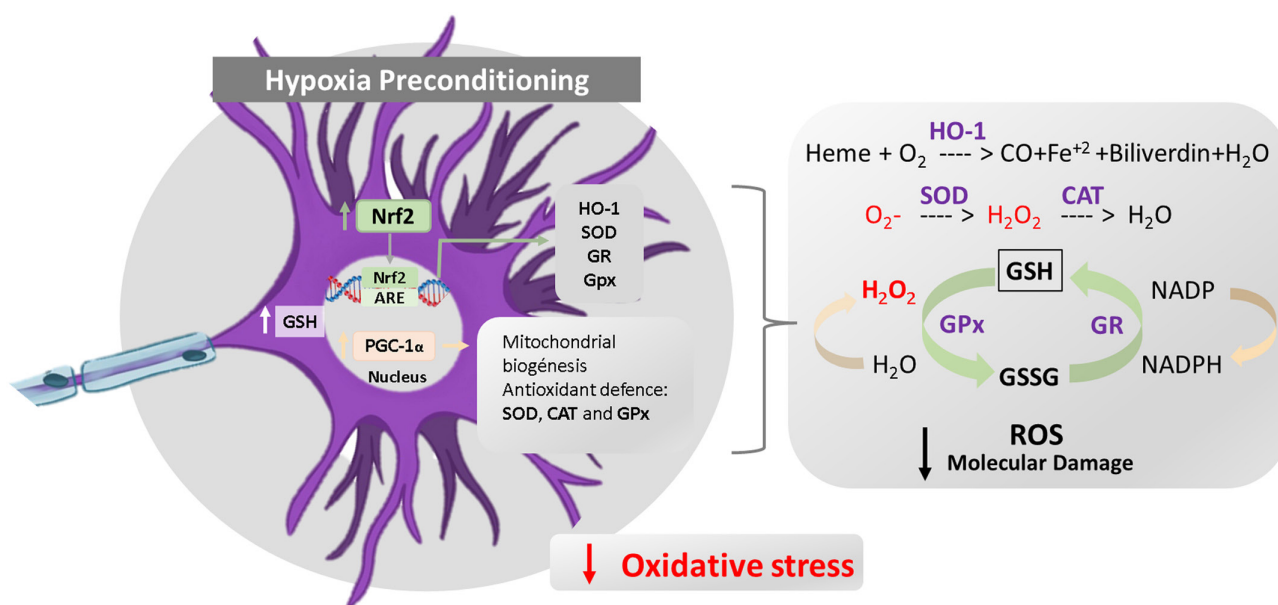 Hypoxia Preconditioning
Nrf2
Nrf2
ARE
GSH
PGC-1α
Nucleus
HO-1
SOD
GR
Gpx
Mitochondrial
biogénesis
Antioxidant defence:
SOD, CAT and GPx
HO-1
Heme + O₂ ---- > CO+Fe⁺² +Biliverdin+H₂O
SOD CAT
O₂- ---- > H₂O₂ ---- > H₂O
GSH
H₂O₂ NADP
GPx GR
H₂O NADPH
GSSG
ROS
Molecular Damage
Oxidative stress